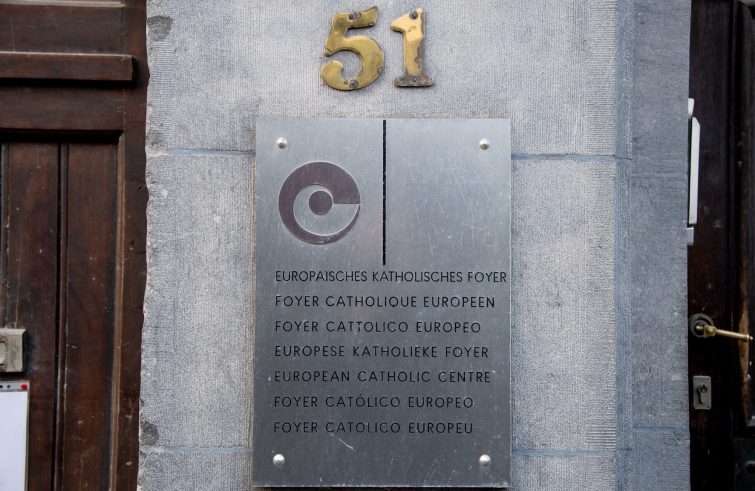 51
EUROPAÏSCHES KATHOLISCHES FOYER
FOYER CATHOLIQUE EUROPEEN
FOYER CATTOLICO EUROPEO
EUROPESE KATHOLIEKE FOYER
EUROPEAN CATHOLIC CENTRE
FOYER CATÓLICO EUROPEO
FOYER CATÓLICO EUROPEU